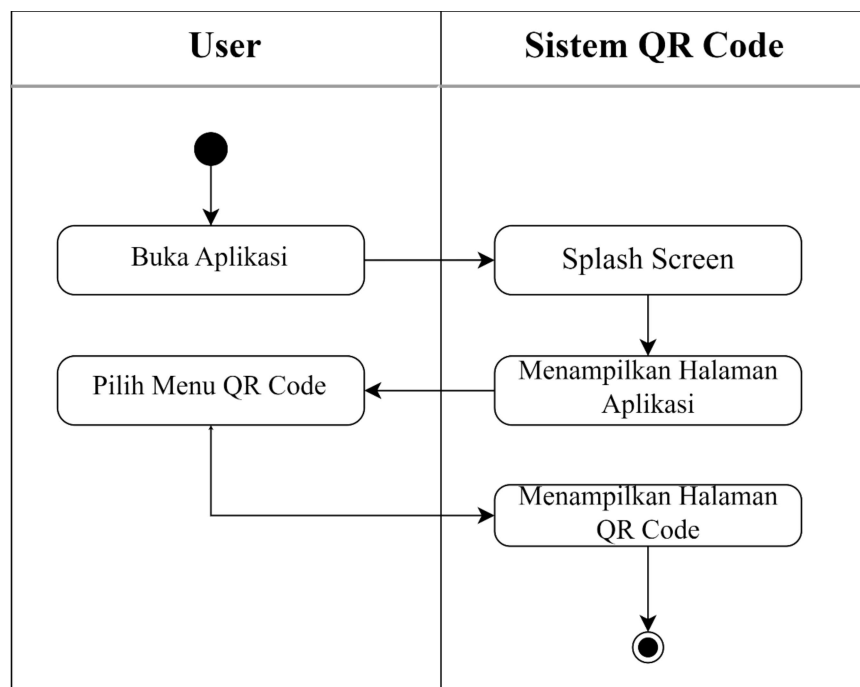 User
Sistem QR Code
Buka Aplikasi
Splash Screen
Menampilkan Halaman
Aplikasi
Pilih Menu QR Code
Menampilkan Halaman
QR Code